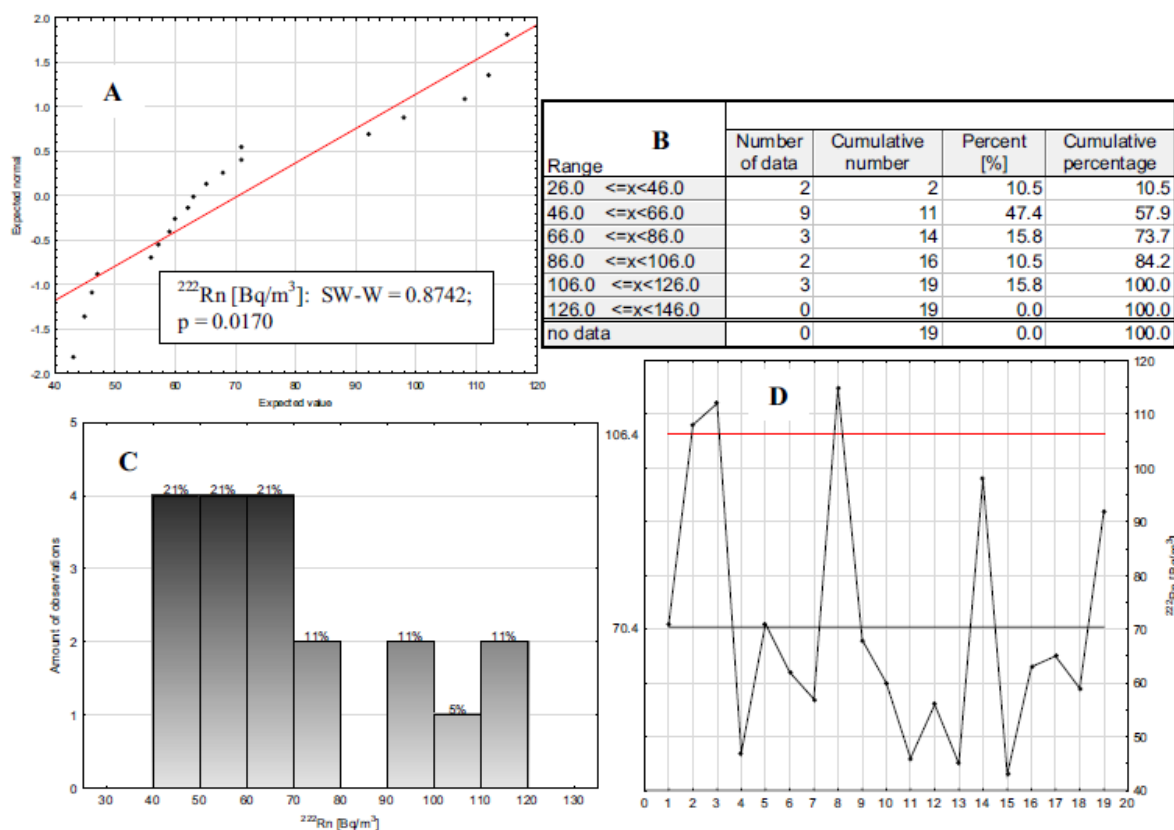 2.0
1.5
1.0
0.5
0.0
-0.5
-1.0
-1.5
-2.0
Expected normal
A
²²²Rn [Bq/m³]: SW-W = 0.8742;
p = 0.0170
40 50 60 70 80 90 100 110 120
Expected value
B
Range Number of data Cumulative number Percent [%] Cumulative percentage
26.0 <=x<46.0 2 2 10.5 10.5
46.0 <=x<66.0 9 11 47.4 57.9
66.0 <=x<86.0 3 14 15.8 73.7
86.0 <=x<106.0 2 16 10.5 84.2
106.0 <=x<126.0 3 19 15.8 100.0
126.0 <=x<146.0 0 19 0.0 100.0
no data 0 19 0.0 100.0
C
5
4
3
2
1
0
Amount of observations
21% 21% 21% 11% 11% 5% 11%
30 40 50 60 70 80 90 100 110 120 130
²²²Rn [Bq/m³]
D
106.4
70.4
120
110
100
90
80
70
60
50
40
²²²Rn [Bq/m³]
0 1 2 3 4 5 6 7 8 9 10 11 12 13 14 15 16 17 18 19 20